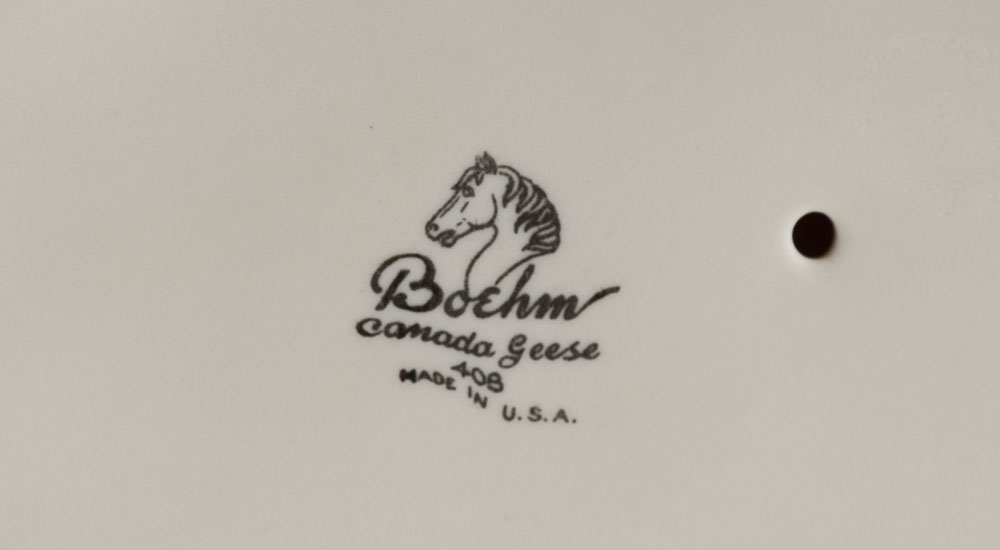 Boehm
Canada Geese
408
MADE IN U.S.A.